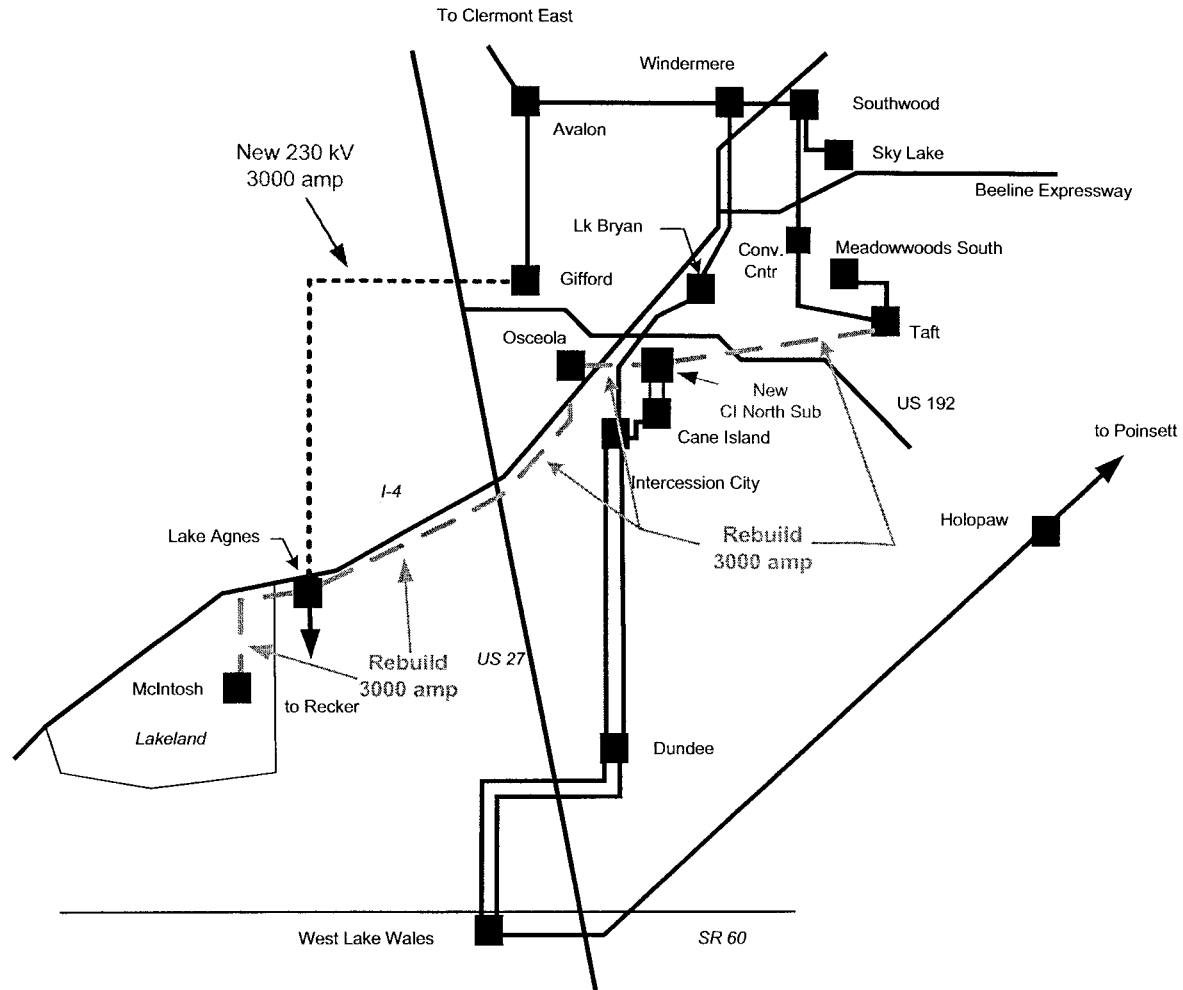 To Clermont East
Windermere
Southwood
Avalon
Sky Lake
New 230 kV
3000 amp
Beeline Expressway
Lk Bryan
Conv.
Cntr
Meadowwoods South
Gifford
Taft
Osceola
New
CI North Sub
US 192
Cane Island
to Poinsett
I-4
Intercession City
Holopaw
Lake Agnes
Rebuild
3000 amp
Rebuild
3000 amp
US 27
McIntosh
to Recker
Lakeland
Dundee
West Lake Wales
SR 60